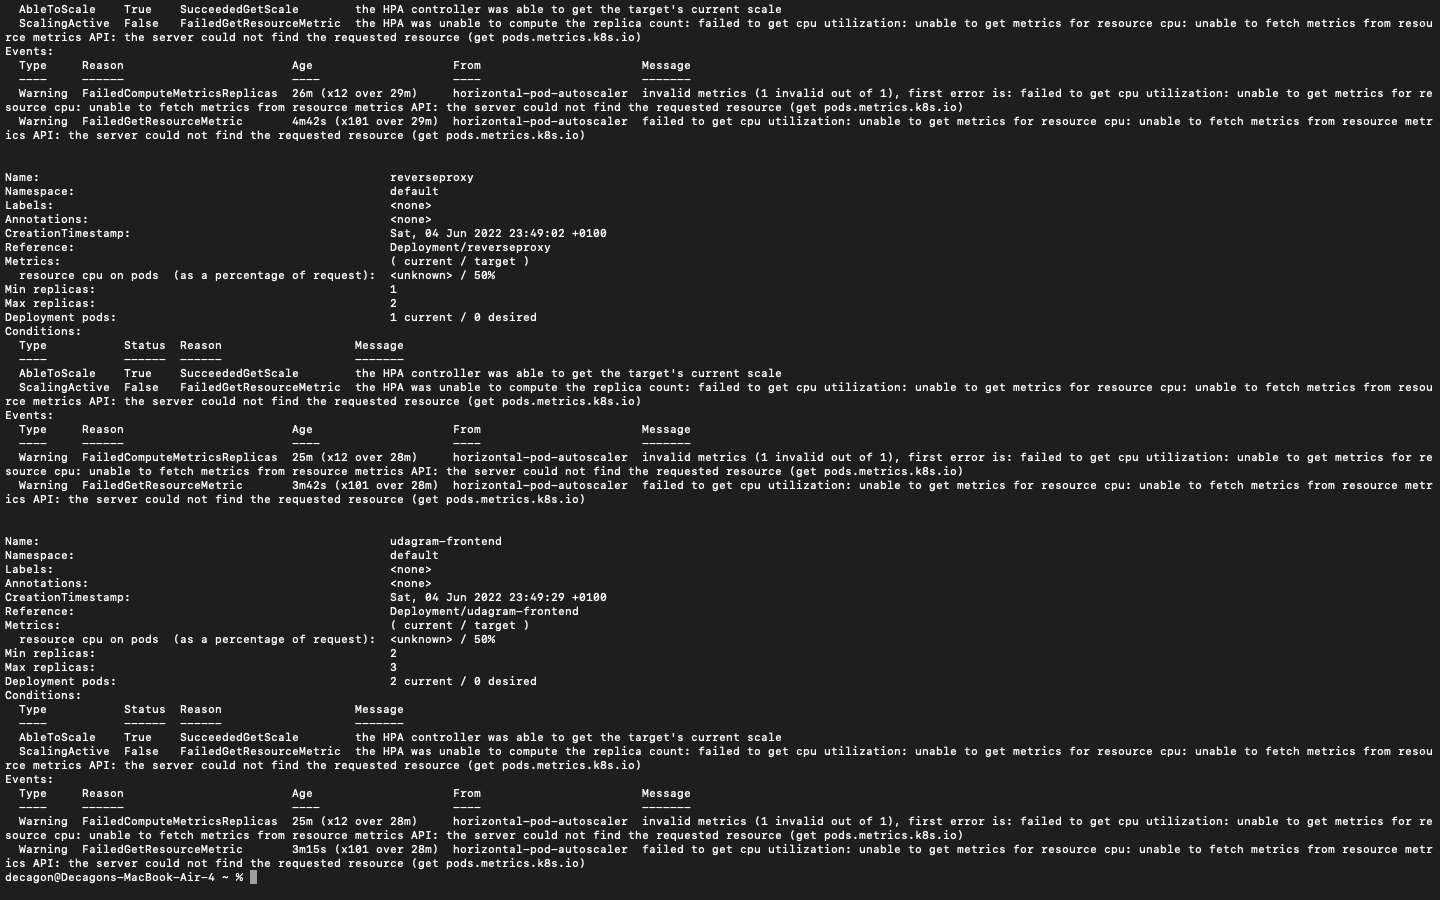 AbleToScale    True    SucceededGetScale        the HPA controller was able to get the target's current scale
  ScalingActive  False   FailedGetResourceMetric  the HPA was unable to compute the replica count: failed to get cpu utilization: unable to get metrics for resource cpu: unable to fetch metrics from resou
rce metrics API: the server could not find the requested resource (get pods.metrics.k8s.io)
Events:
  Type     Reason                        Age                    From                       Message
  ----     ------                        ----                   ----                       -------
  Warning  FailedComputeMetricsReplicas  26m (x12 over 29m)     horizontal-pod-autoscaler  invalid metrics (1 invalid out of 1), first error is: failed to get cpu utilization: unable to get metrics for re
source cpu: unable to fetch metrics from resource metrics API: the server could not find the requested resource (get pods.metrics.k8s.io)
  Warning  FailedGetResourceMetric       4m42s (x101 over 29m)  horizontal-pod-autoscaler  failed to get cpu utilization: unable to get metrics for resource cpu: unable to fetch metrics from resource metr
ics API: the server could not find the requested resource (get pods.metrics.k8s.io)
Name:                                                  reverseproxy
Namespace:                                             default
Labels:                                                <none>
Annotations:                                           <none>
CreationTimestamp:                                     Sat, 04 Jun 2022 23:49:02 +0100
Reference:                                             Deployment/reverseproxy
Metrics:                                               ( current / target )
  resource cpu on pods  (as a percentage of request):  <unknown> / 50%
Min replicas:                                          1
Max replicas:                                          2
Deployment pods:                                       1 current / 0 desired
Conditions:
  Type           Status  Reason                   Message
  ----           ------  ------                   -------
  AbleToScale    True    SucceededGetScale        the HPA controller was able to get the target's current scale
  ScalingActive  False   FailedGetResourceMetric  the HPA was unable to compute the replica count: failed to get cpu utilization: unable to get metrics for resource cpu: unable to fetch metrics from resou
rce metrics API: the server could not find the requested resource (get pods.metrics.k8s.io)
Events:
  Type     Reason                        Age                    From                       Message
  ----     ------                        ----                   ----                       -------
  Warning  FailedComputeMetricsReplicas  25m (x12 over 28m)     horizontal-pod-autoscaler  invalid metrics (1 invalid out of 1), first error is: failed to get cpu utilization: unable to get metrics for re
source cpu: unable to fetch metrics from resource metrics API: the server could not find the requested resource (get pods.metrics.k8s.io)
  Warning  FailedGetResourceMetric       3m42s (x101 over 28m)  horizontal-pod-autoscaler  failed to get cpu utilization: unable to get metrics for resource cpu: unable to fetch metrics from resource metr
ics API: the server could not find the requested resource (get pods.metrics.k8s.io)
Name:                                                  udagram-frontend
Namespace:                                             default
Labels:                                                <none>
Annotations:                                           <none>
CreationTimestamp:                                     Sat, 04 Jun 2022 23:49:29 +0100
Reference:                                             Deployment/udagram-frontend
Metrics:                                               ( current / target )
  resource cpu on pods  (as a percentage of request):  <unknown> / 50%
Min replicas:                                          2
Max replicas:                                          3
Deployment pods:                                       2 current / 0 desired
Conditions:
  Type           Status  Reason                   Message
  ----           ------  ------                   -------
  AbleToScale    True    SucceededGetScale        the HPA controller was able to get the target's current scale
  ScalingActive  False   FailedGetResourceMetric  the HPA was unable to compute the replica count: failed to get cpu utilization: unable to get metrics for resource cpu: unable to fetch metrics from resou
rce metrics API: the server could not find the requested resource (get pods.metrics.k8s.io)
Events:
  Type     Reason                        Age                    From                       Message
  ----     ------                        ----                   ----                       -------
  Warning  FailedComputeMetricsReplicas  25m (x12 over 28m)     horizontal-pod-autoscaler  invalid metrics (1 invalid out of 1), first error is: failed to get cpu utilization: unable to get metrics for re
source cpu: unable to fetch metrics from resource metrics API: the server could not find the requested resource (get pods.metrics.k8s.io)
  Warning  FailedGetResourceMetric       3m15s (x101 over 28m)  horizontal-pod-autoscaler  failed to get cpu utilization: unable to get metrics for resource cpu: unable to fetch metrics from resource metr
ics API: the server could not find the requested resource (get pods.metrics.k8s.io)
decagon@Decagons-MacBook-Air-4 ~ %